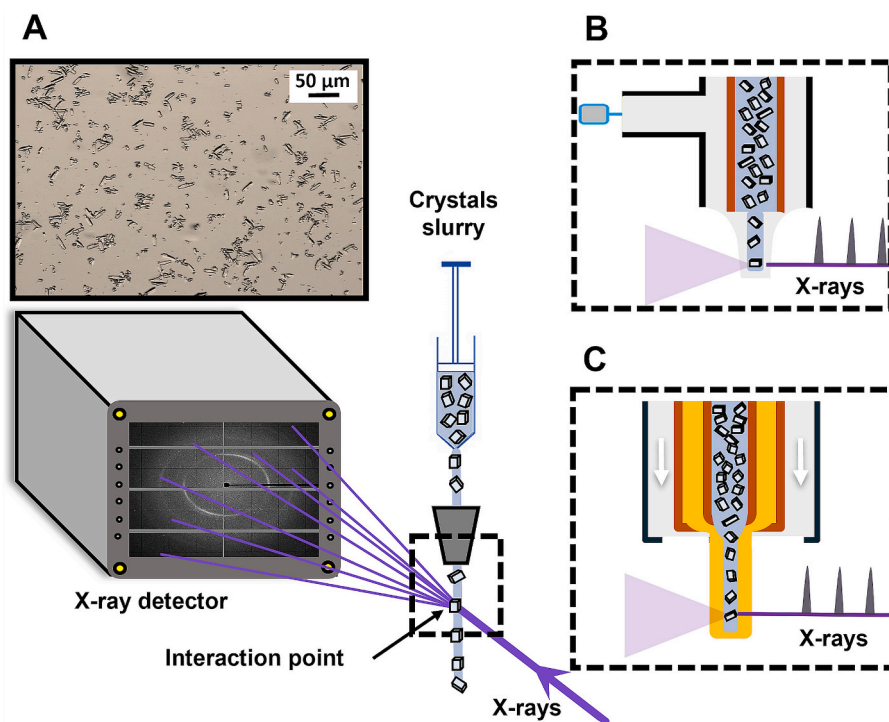 A
50 µm
Crystals
slurry
X-ray detector
Interaction point
X-rays
B
X-rays
C
X-rays